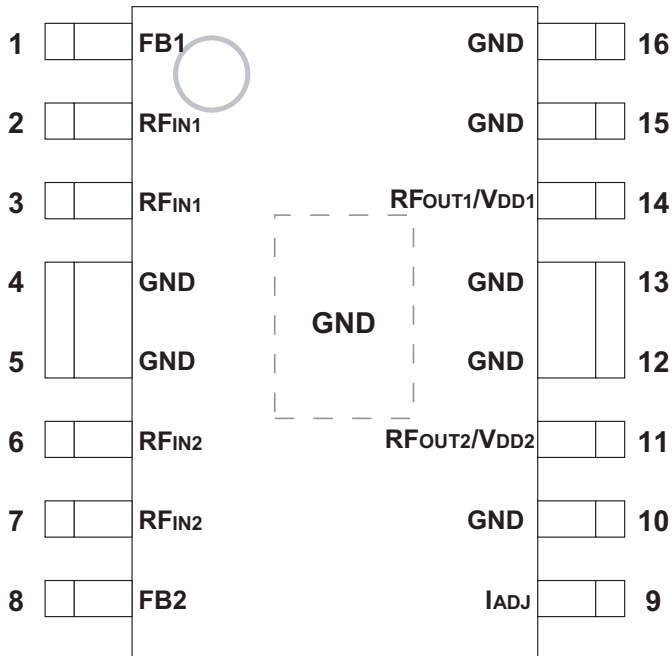 1 FB1 GND 16
2 RFIN1 GND 15
3 RFIN1 RFOUT1/VDD1 14
4 GND GND 13
GND
5 GND GND 12
6 RFIN2 RFOUT2/VDD2 11
7 RFIN2 GND 10
8 FB2 IADJ 9